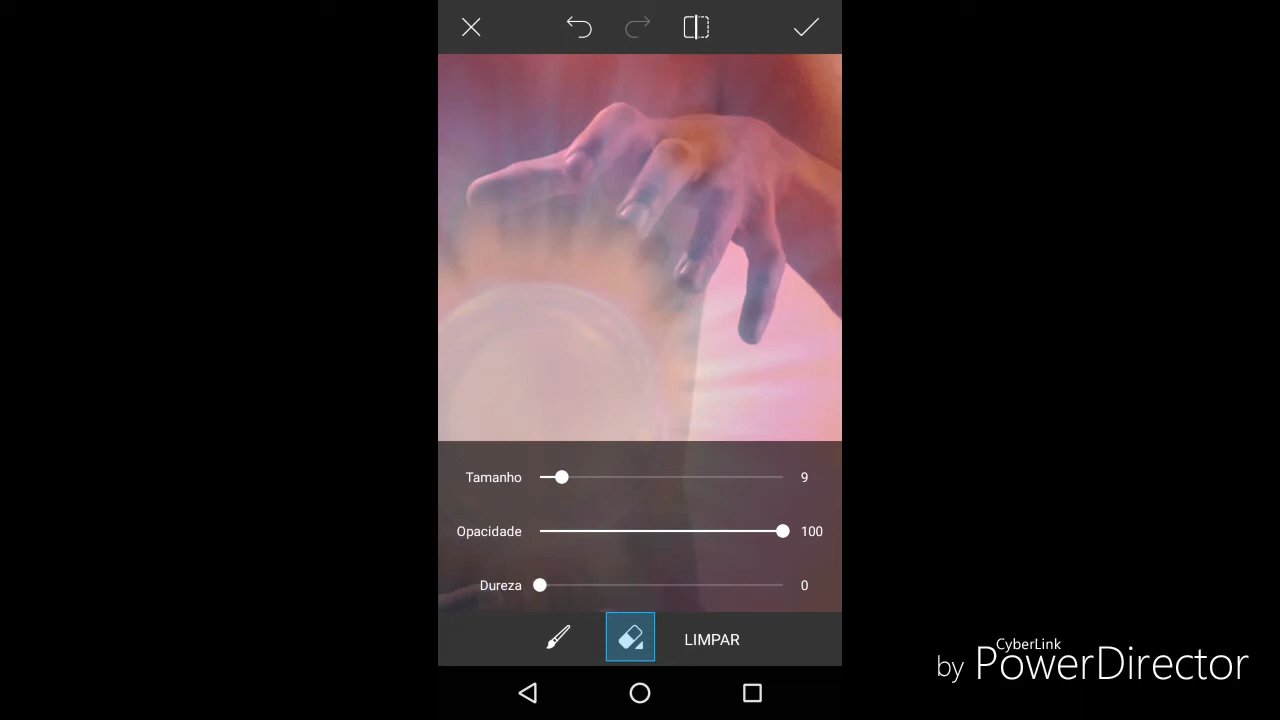 Tamanho 9
Opacidade 100
Dureza 0
LIMPAR
CyberLink
by PowerDirector